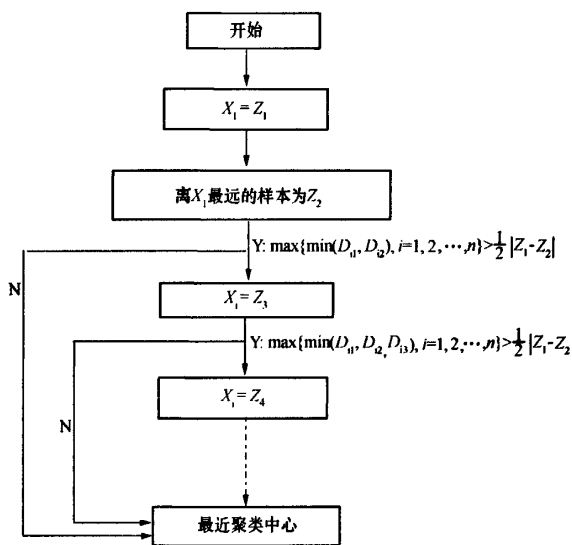 开始
X₁ = Z₁
离X₁最远的样本为Z₂
Y: max{min(Dᵢ₁, Dᵢ₂), i=1, 2, ⋯, n}>½ |Z₁-Z₂|
N
Xᵢ = Z₃
Y: max{min(Dᵢ₁, Dᵢ₂, Dᵢ₃), i=1, 2, ⋯, n}>½ |Z₁-Z₂
Xᵢ = Z₄
N
最近聚类中心